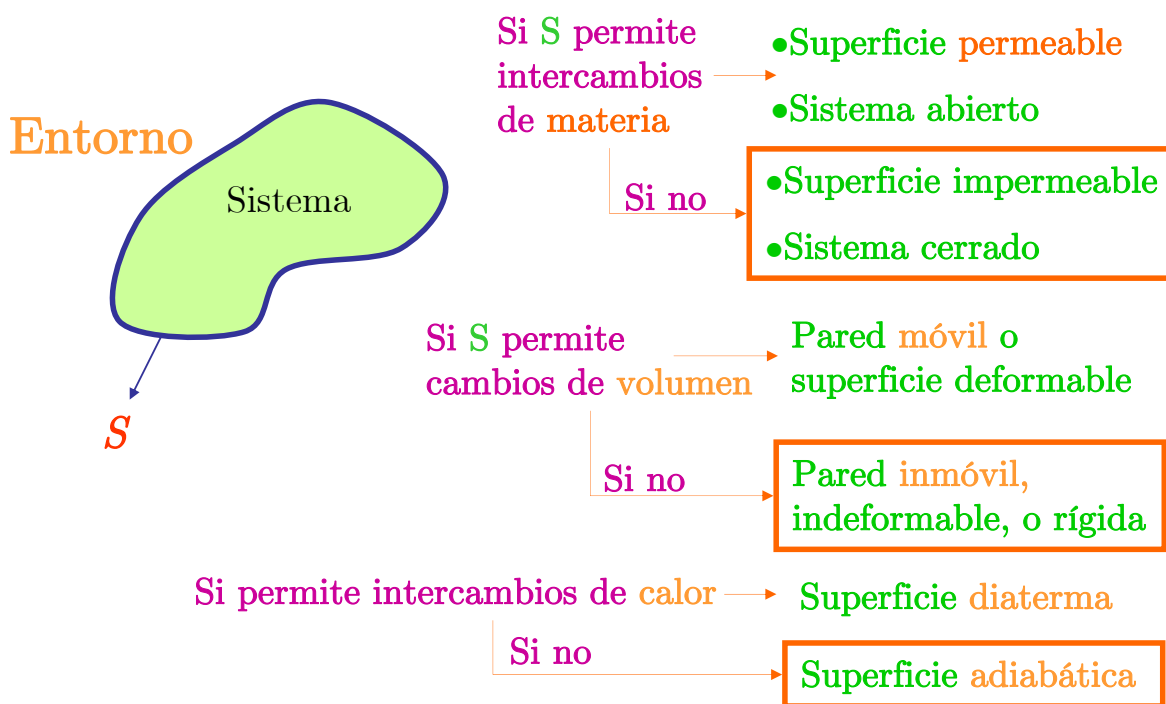 Entorno
Sistema
S
Si S permite
intercambios
de materia
•Superficie permeable
•Sistema abierto
Si no
•Superficie impermeable
•Sistema cerrado
Si S permite
cambios de volumen
Pared móvil o
superficie deformable
Si no
Pared inmóvil,
indeformable, o rígida
Si permite intercambios de calor
Superficie diaterma
Si no
Superficie adiabática